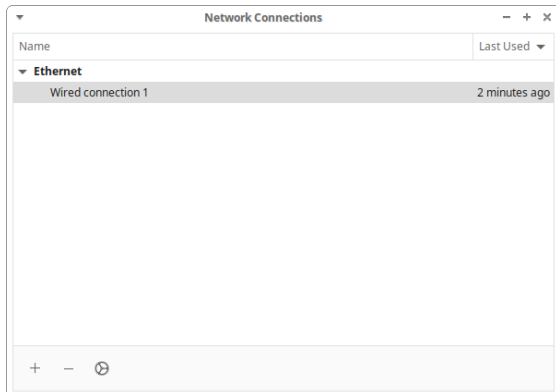 Network Connections
Name Last Used
Ethernet
Wired connection 1 2 minutes ago